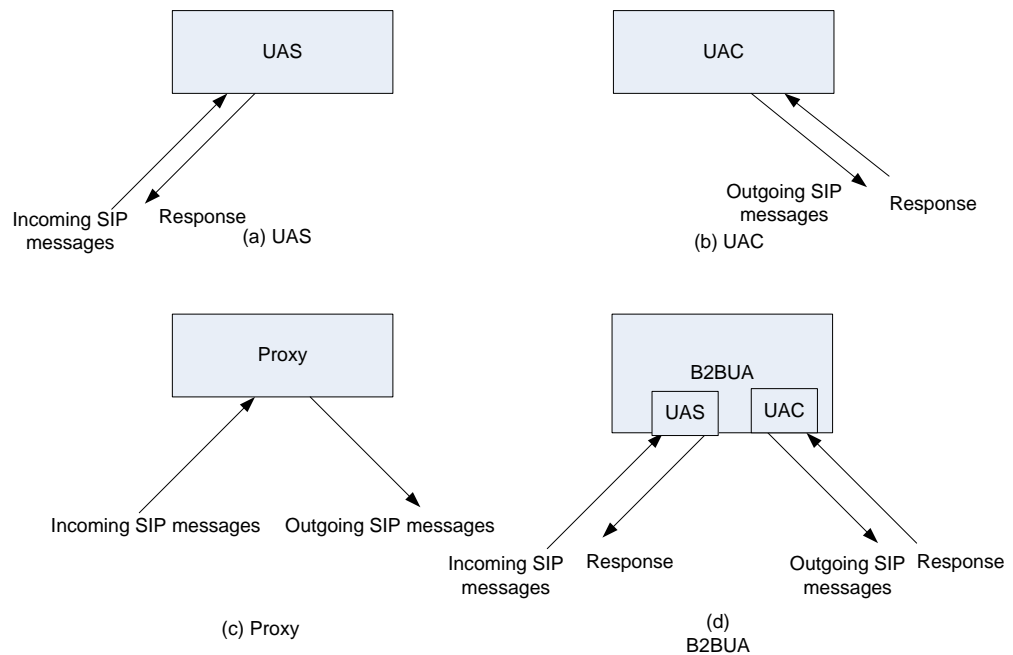 UAS
Incoming SIP
messages
Response
(a) UAS
UAC
Outgoing SIP
messages
Response
(b) UAC
Proxy
Incoming SIP messages
Outgoing SIP messages
(c) Proxy
B2BUA
UAS
UAC
Incoming SIP
messages
Response
Outgoing SIP
messages
Response
(d)
B2BUA